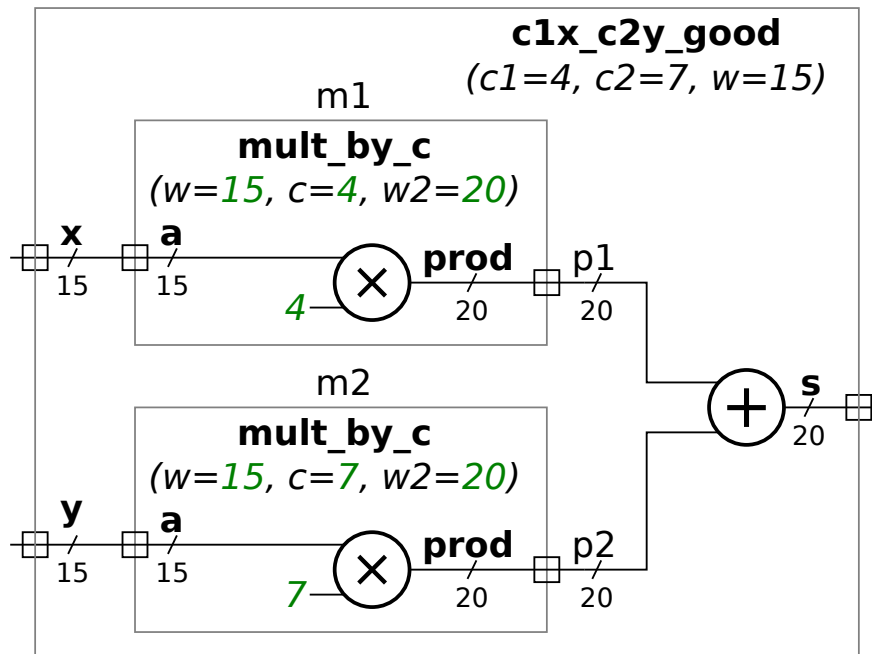 c1x_c2y_good
(c1=4, c2=7, w=15)
m1
mult_by_c
(w=15, c=4, w2=20)
x
15
a
15
4
×
prod
20
p1
20
m2
mult_by_c
(w=15, c=7, w2=20)
y
15
a
15
7
×
prod
20
p2
20
+
s
20